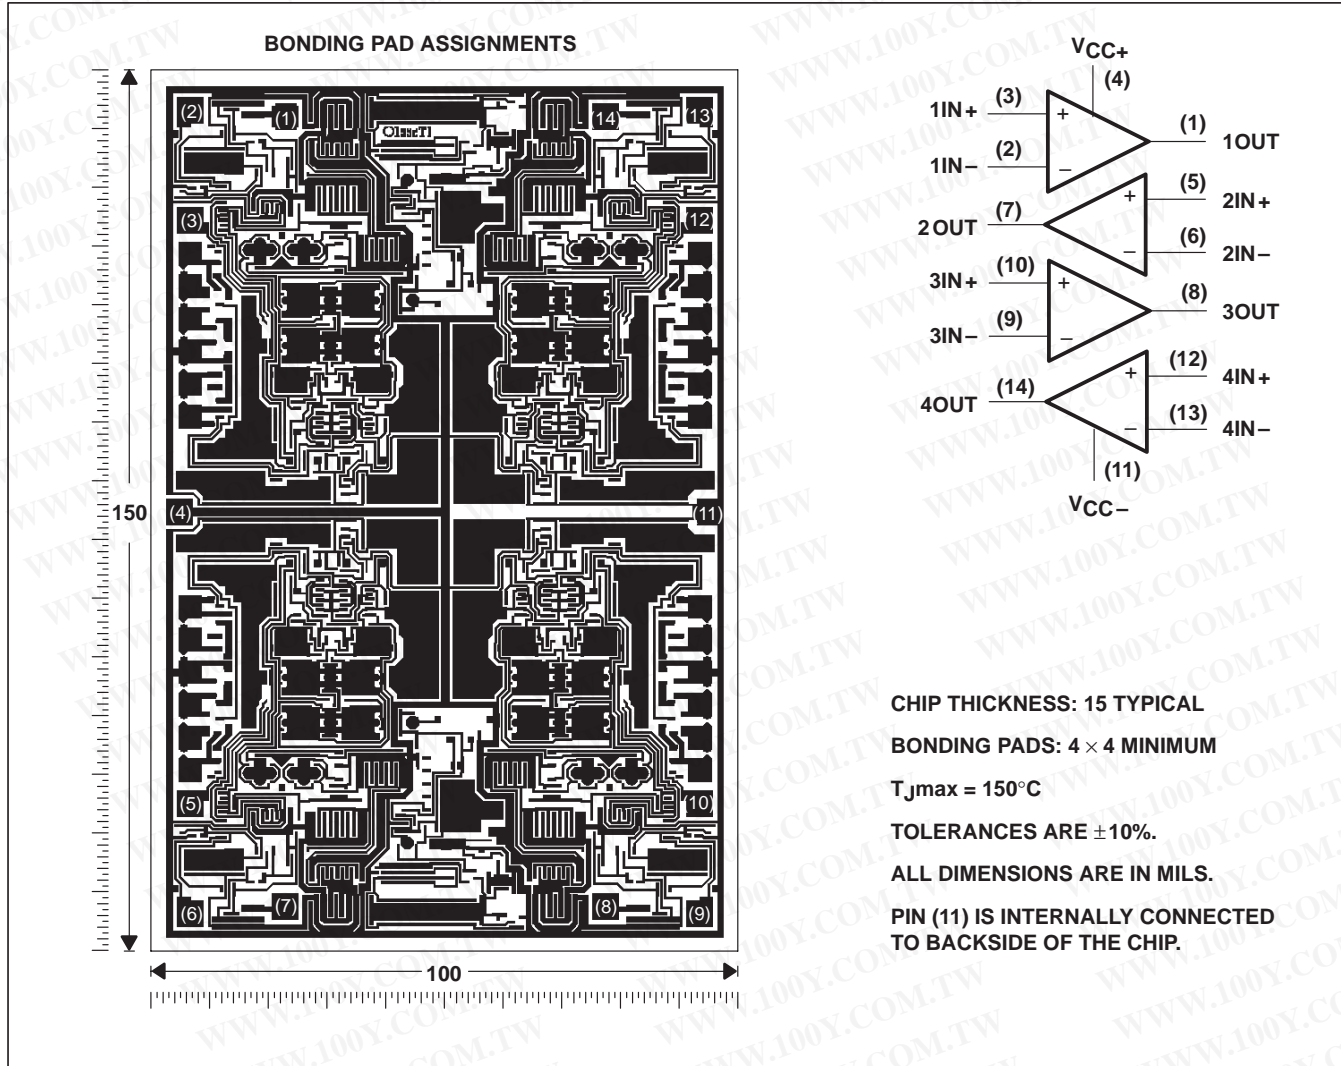 BONDING PAD ASSIGNMENTS
(2)
(1)
(14)
(13)
(3)
(12)
(4)
(11)
(5)
(10)
(6)
(7)
(8)
(9)
150
100
VCC+
(4)
1IN+ (3)
+
(1) 1OUT
1IN− (2)
−
(5) 2IN+
+
2OUT (7)
(6) 2IN−
−
3IN+ (10)
+
(8) 3OUT
3IN− (9)
−
(12) 4IN+
+
4OUT (14)
(13) 4IN−
−
(11)
VCC−
CHIP THICKNESS: 15 TYPICAL
BONDING PADS: 4 × 4 MINIMUM
TJmax = 150°C
TOLERANCES ARE ±10%.
ALL DIMENSIONS ARE IN MILS.
PIN (11) IS INTERNALLY CONNECTED
TO BACKSIDE OF THE CHIP.
WWW.100Y.COM.TW